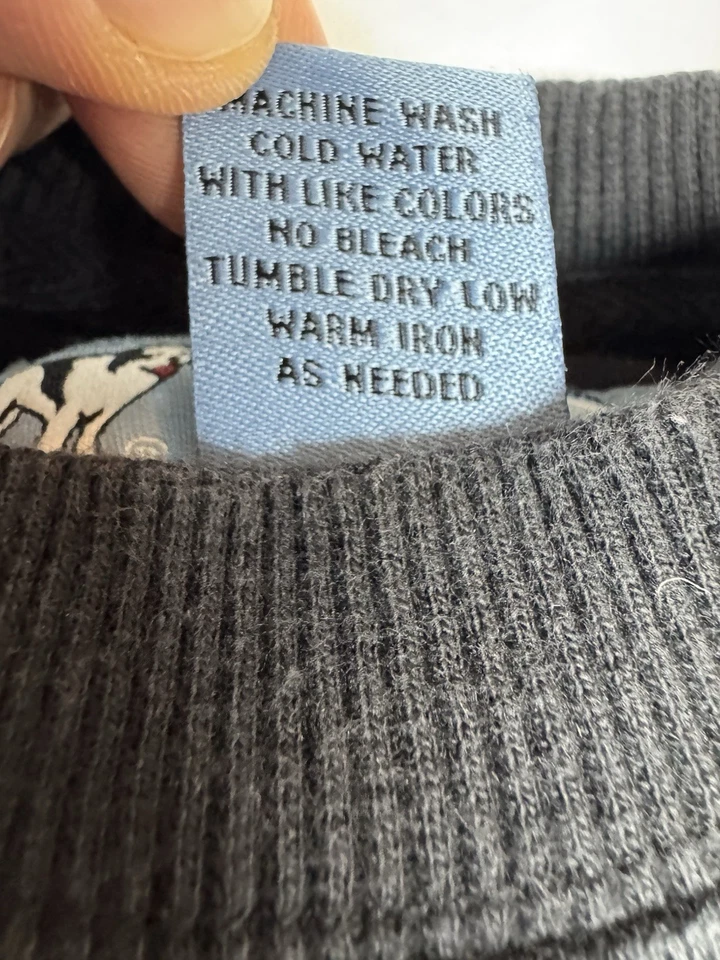 MACHINE WASH
COLD WATER
WITH LIKE COLORS
NO BLEACH
TUMBLE DRY LOW
WARM IRON
AS NEEDED